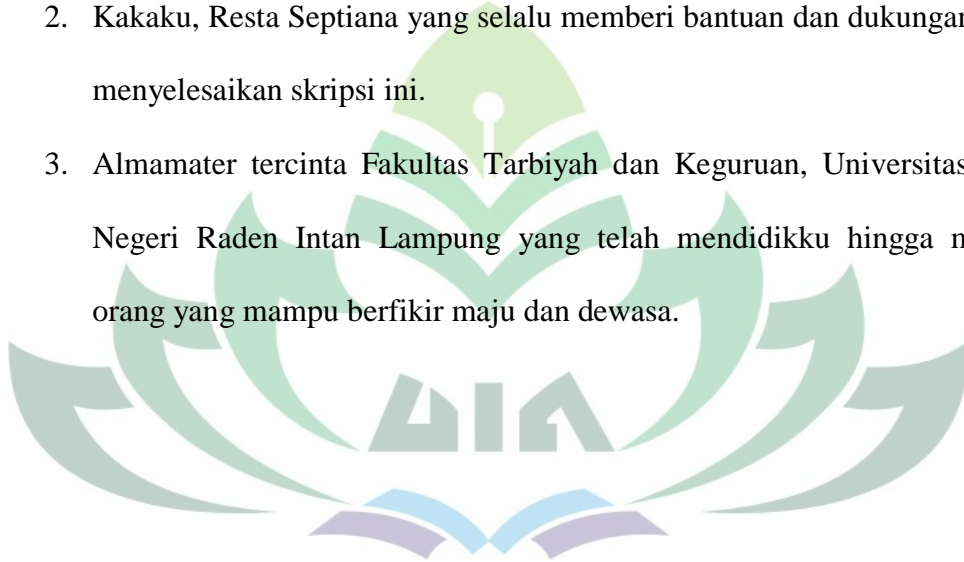 2. Kakaku, Resta Septiana yang selalu memberi bantuan dan dukungan
menyelesaikan skripsi ini.
3. Almamater tercinta Fakultas Tarbiyah dan Keguruan, Universitas
Negeri Raden Intan Lampung yang telah mendidikku hingga
orang yang mampu berfikir maju dan dewasa.
UIN